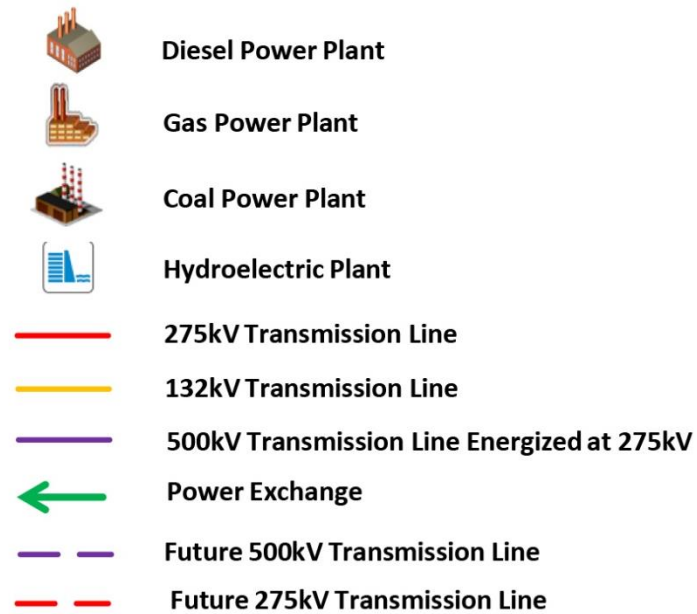 Diesel Power Plant
Gas Power Plant
Coal Power Plant
Hydroelectric Plant
275kV Transmission Line
132kV Transmission Line
500kV Transmission Line Energized at 275kV
Power Exchange
Future 500kV Transmission Line
Future 275kV Transmission Line